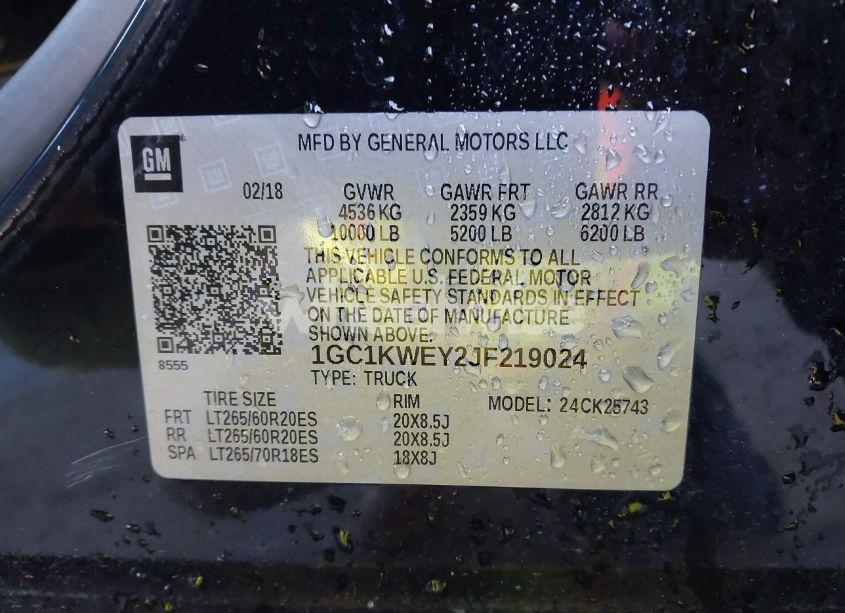 GM
MFD BY GENERAL MOTORS LLC
02/18 GVWR GAWR FRT GAWR RR
4536 KG 2359 KG 2812 KG
10000 LB 5200 LB 6200 LB
THIS VEHICLE CONFORMS TO ALL
APPLICABLE U.S. FEDERAL MOTOR
VEHICLE SAFETY STANDARDS IN EFFECT
ON THE DATE OF MANUFACTURE
SHOWN ABOVE.
1GC1KWEY2JF219024
8555
TYPE: TRUCK
TIRE SIZE RIM MODEL: 24CK25743
FRT LT265/60R20ES 20X8.5J
RR LT265/60R20ES 20X8.5J
SPA LT265/70R18ES 18X8J